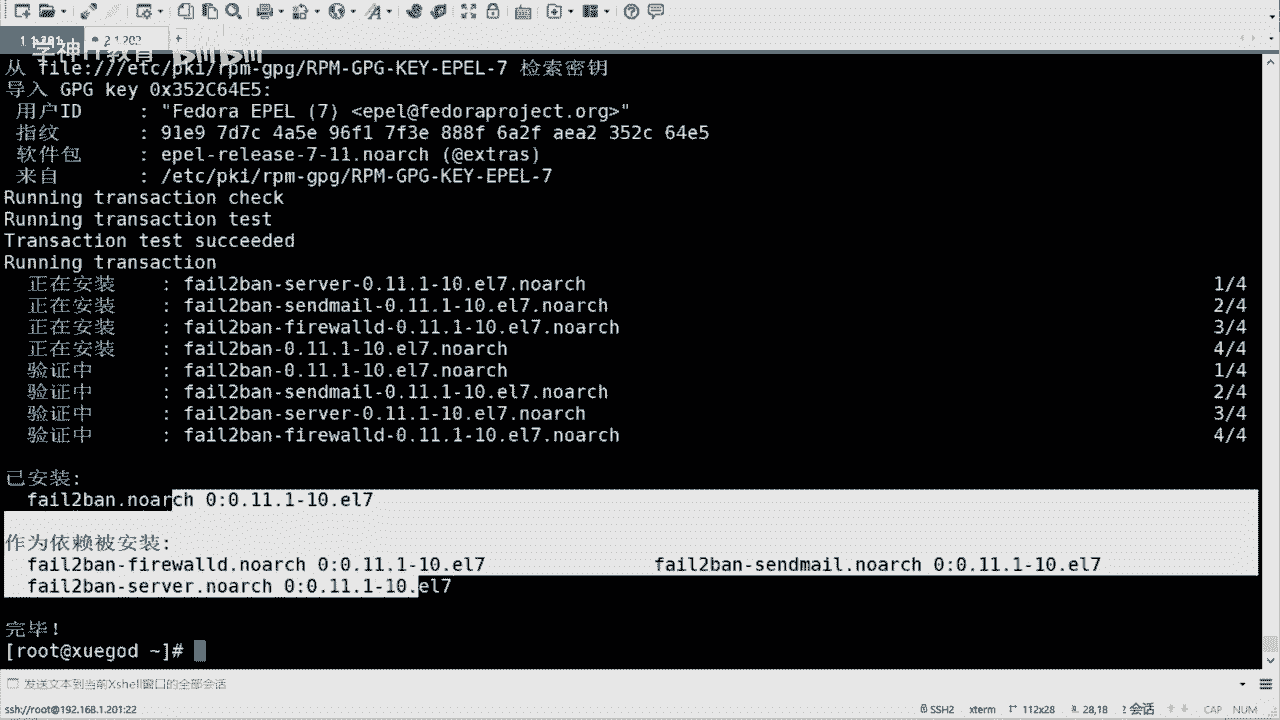 学神IT教育 bilibili
从 file:///etc/pki/rpm-gpg/RPM-GPG-KEY-EPEL-7 检索密钥
导入 GPG key 0x352C64E5:
用户ID : "Fedora EPEL (7) <epel@fedoraproject.org>"
指纹 : 91e9 7d7c 4a5e 96f1 7f3e 888f 6a2f aea2 352c 64e5
软件包 : epel-release-7-11.noarch (@extras)
来自 : /etc/pki/rpm-gpg/RPM-GPG-KEY-EPEL-7
Running transaction check
Running transaction test
Transaction test succeeded
Running transaction
正在安装 : fail2ban-server-0.11.1-10.el7.noarch 1/4
正在安装 : fail2ban-sendmail-0.11.1-10.el7.noarch 2/4
正在安装 : fail2ban-firewalld-0.11.1-10.el7.noarch 3/4
正在安装 : fail2ban-0.11.1-10.el7.noarch 4/4
验证中 : fail2ban-0.11.1-10.el7.noarch 1/4
验证中 : fail2ban-sendmail-0.11.1-10.el7.noarch 2/4
验证中 : fail2ban-server-0.11.1-10.el7.noarch 3/4
验证中 : fail2ban-firewalld-0.11.1-10.el7.noarch 4/4
已安装:
fail2ban.noarch 0:0.11.1-10.el7
作为依赖被安装:
fail2ban-firewalld.noarch 0:0.11.1-10.el7 fail2ban-sendmail.noarch 0:0.11.1-10.el7
fail2ban-server.noarch 0:0.11.1-10.el7
完毕！
[root@xuegod ~]#
发送文本到当前Xshell窗口的全部会话
ssh://root@192.168.1.201:22 SSH2 xterm 112x28 28,18 2 会话 CAP NUM